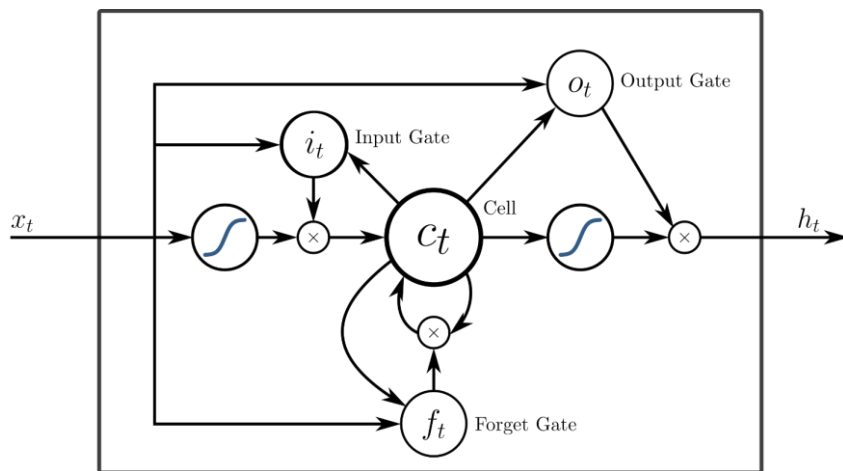 o_t Output Gate
i_t Input Gate
x_t
×
c_t
Cell
×
h_t
×
f_t Forget Gate